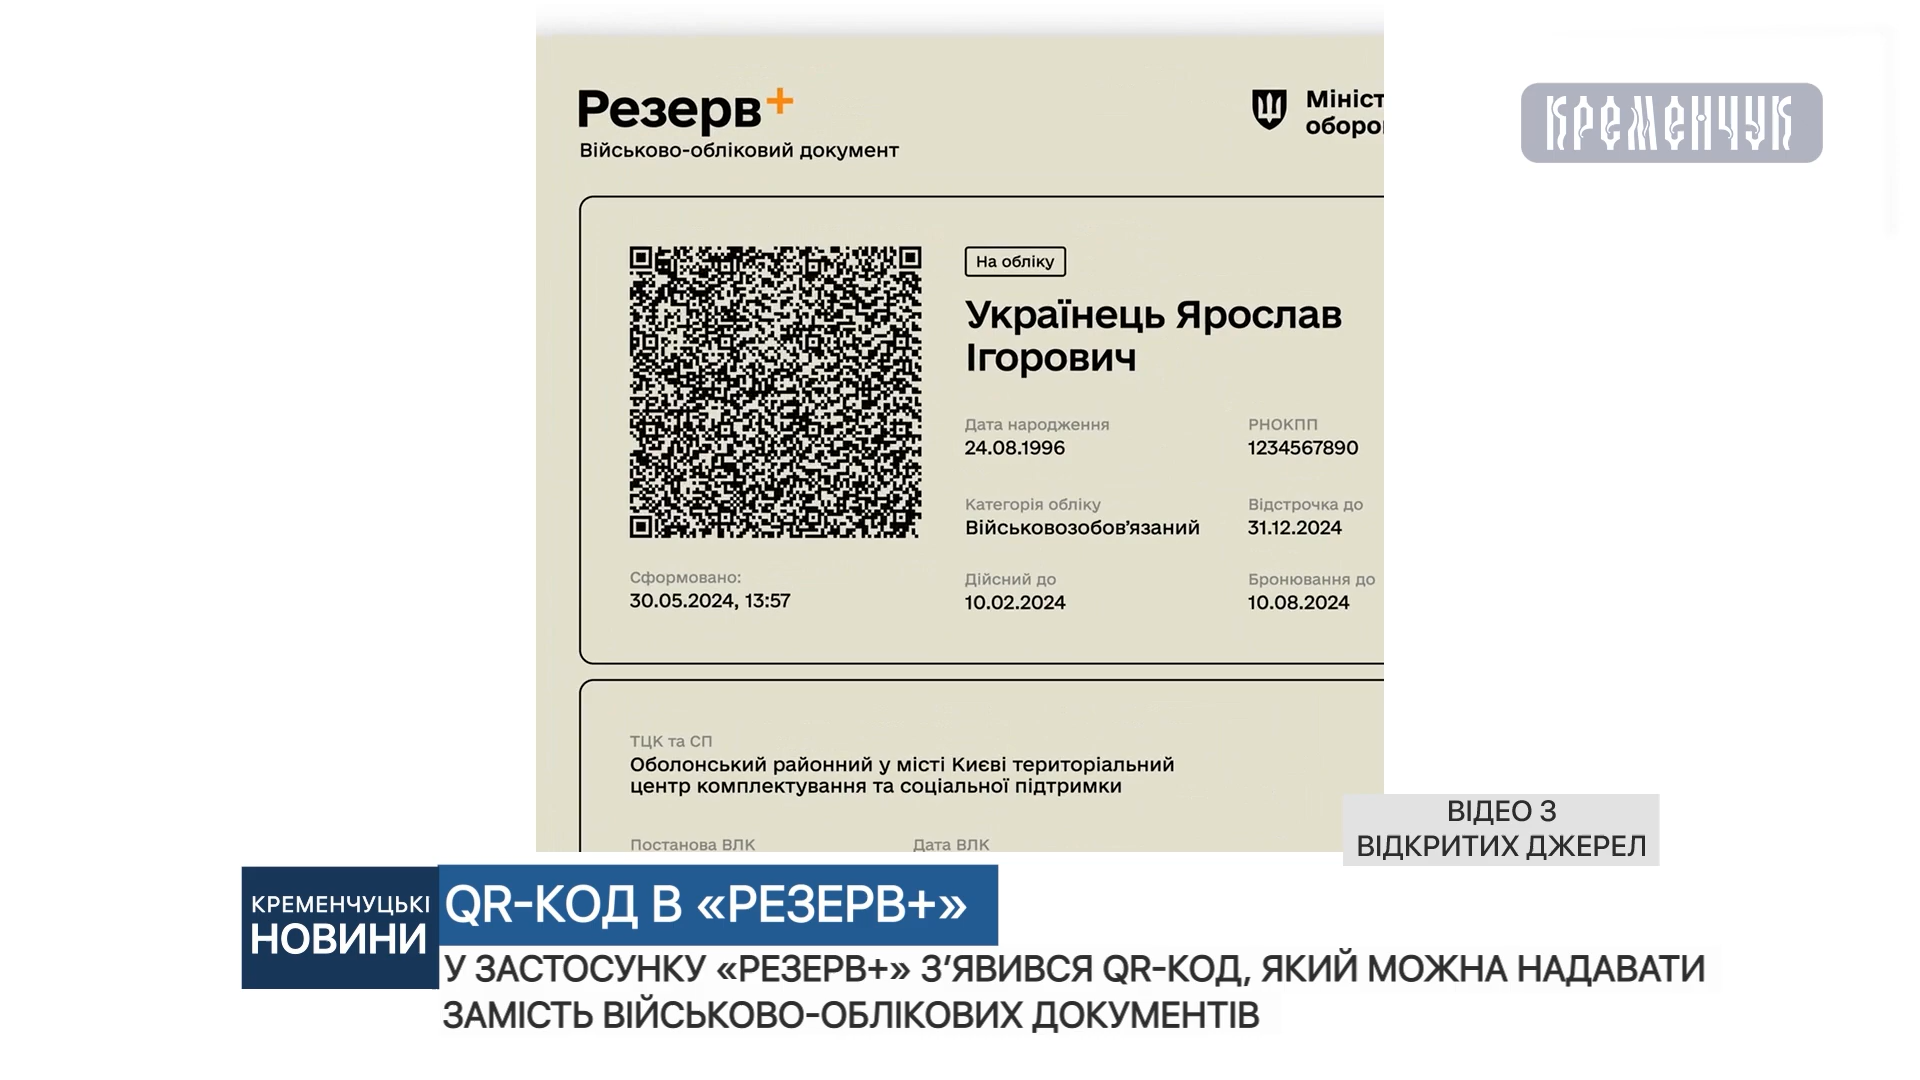 Резерв+
Військово-обліковий документ
Мініст
оборо
КРЕМЕНЧУК
На обліку
Українець Ярослав
Ігорович
Дата народження
24.08.1996
РНОКПП
1234567890
Категорія обліку
Військовозобов’язаний
Відстрочка до
31.12.2024
Сформовано:
30.05.2024, 13:57
Дійсний до
10.02.2024
Бронювання до
10.08.2024
ТЦК та СП
Оболонський районний у місті Києві територіальний
центр комплектування та соціальної підтримки
Постанова ВЛК
Дата ВЛК
ВІДЕО З
ВІДКРИТИХ ДЖЕРЕЛ
КРЕМЕНЧУЦЬКІ
НОВИНИ
QR-КОД В «РЕЗЕРВ+»
У ЗАСТОСУНКУ «РЕЗЕРВ+» З‘ЯВИВСЯ QR-КОД, ЯКИЙ МОЖНА НАДАВАТИ
ЗАМІСТЬ ВІЙСЬКОВО-ОБЛІКОВИХ ДОКУМЕНТІВ